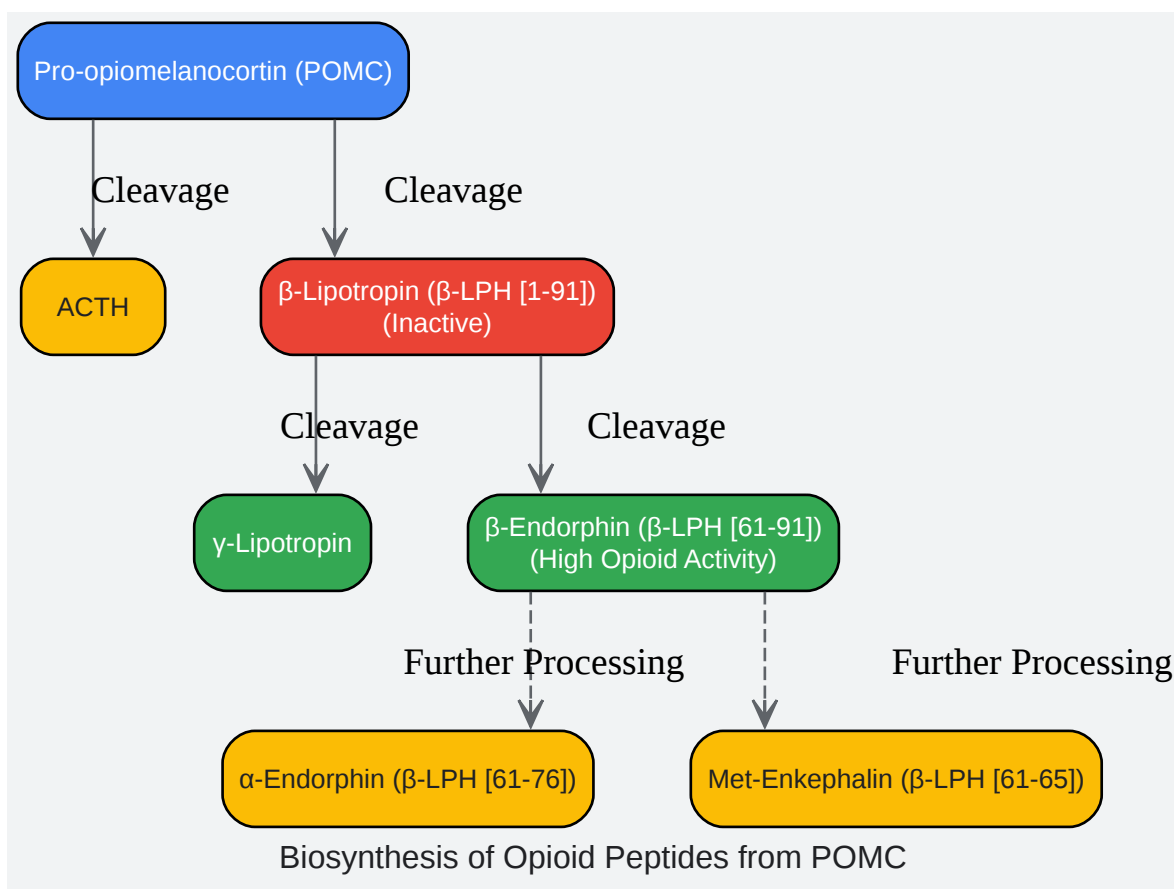 Pro-opiomelanocortin (POMC)
Cleavage
Cleavage
ACTH
β-Lipotropin (β-LPH [1-91])
(Inactive)
Cleavage
Cleavage
γ-Lipotropin
β-Endorphin (β-LPH [61-91])
(High Opioid Activity)
Further Processing
Further Processing
α-Endorphin (β-LPH [61-76])
Met-Enkephalin (β-LPH [61-65])
Biosynthesis of Opioid Peptides from POMC